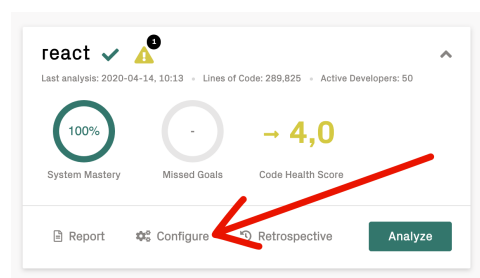 react
1
Last analysis: 2020-04-14, 10:13 • Lines of Code: 289,825 • Active Developers: 50
100%
-
→ 4,0
System Mastery
Missed Goals
Code Health Score
Report
Configure
Retrospective
Analyze